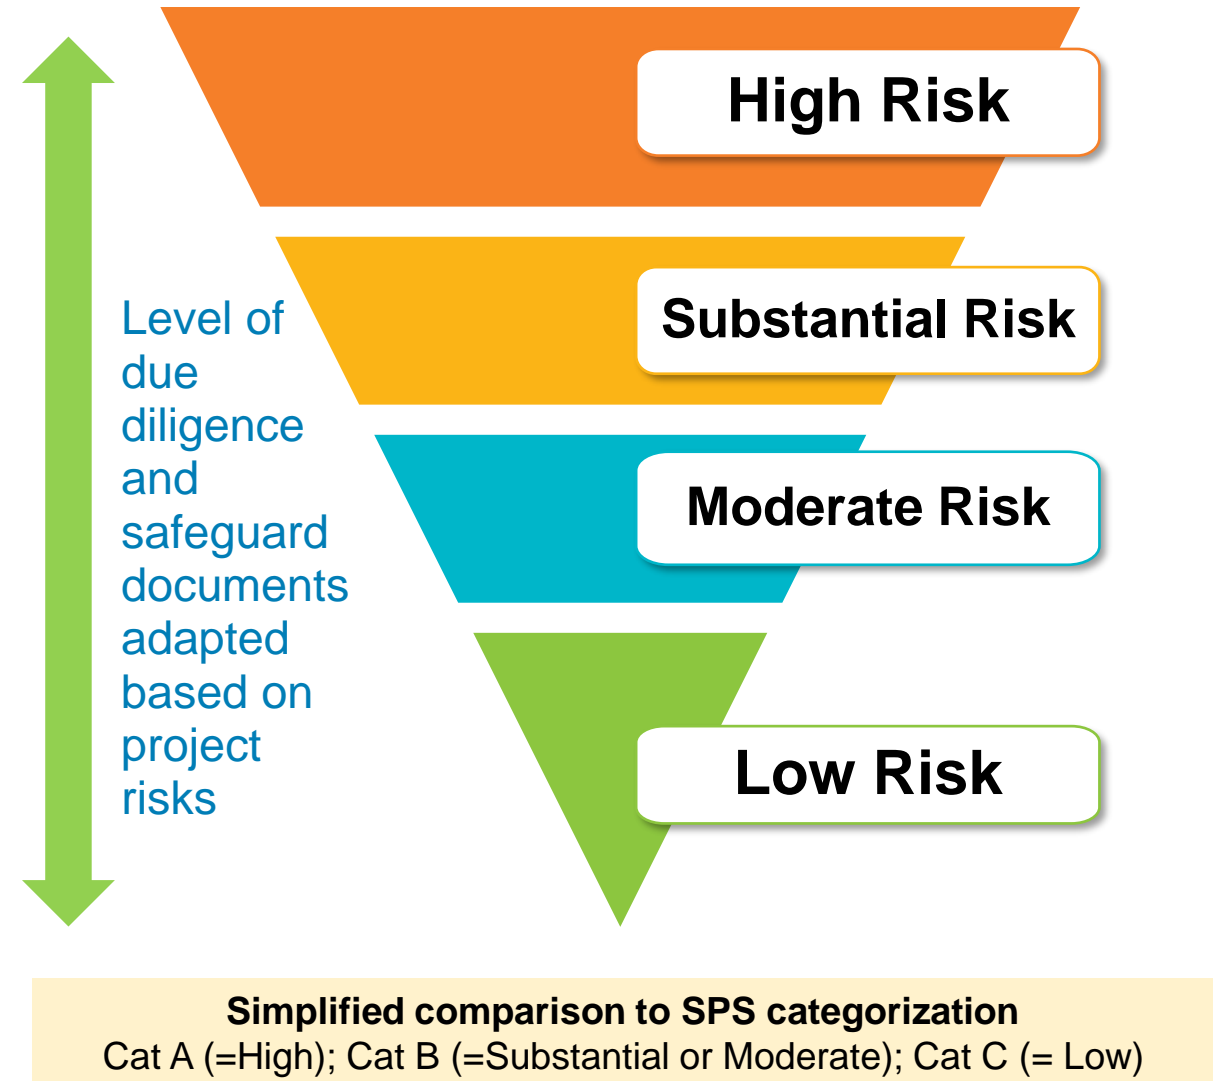 High Risk
Substantial Risk
Moderate Risk
Low Risk
Level of
due
diligence
and
safeguard
documents
adapted
based on
project
risks
Simplified comparison to SPS categorization
Cat A (=High); Cat B (=Substantial or Moderate); Cat C (= Low)